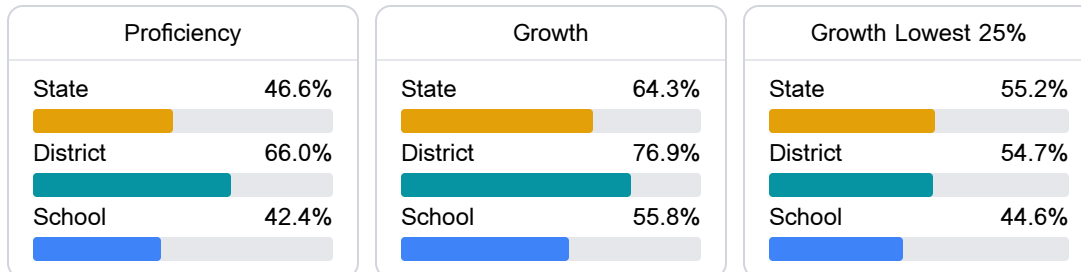 Proficiency
State 46.6%
District 66.0%
School 42.4%
Growth
State 64.3%
District 76.9%
School 55.8%
Growth Lowest 25%
State 55.2%
District 54.7%
School 44.6%